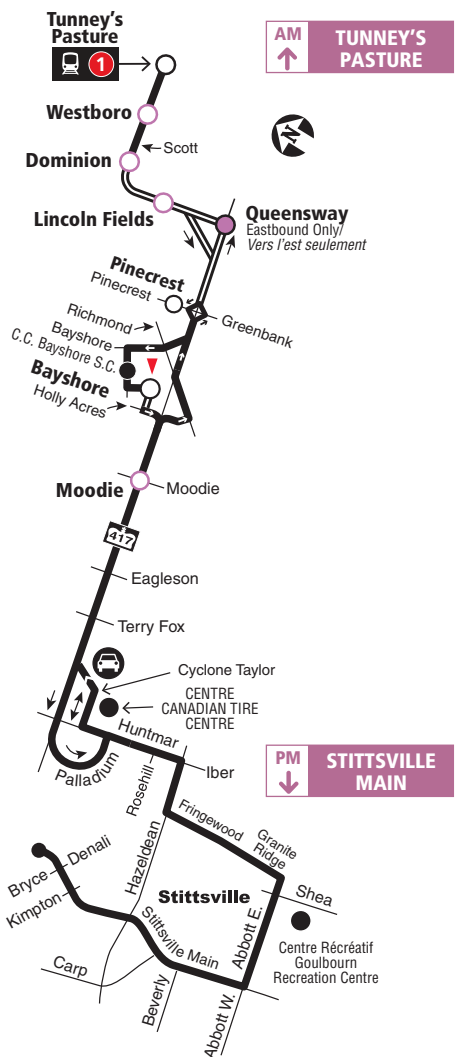 Tunney's
Pasture
1
AM
TUNNEY'S
PASTURE
Westboro
Scott
N
Dominion
Lincoln Fields
Queensway
Eastbound Only/
Vers l'est seulement
Pinecrest
Pinecrest
Greenbank
Richmond
Bayshore
C.C. Bayshore S.C.
Bayshore
Holly Acres
Moodie
Moodie
417
Eagleson
Terry Fox
Cyclone Taylor
CENTRE
CANADIAN TIRE
CENTRE
Huntmar
Palladium
Iber
Rosehill
PM
STITTSVILLE
MAIN
Hazeldean
Fringewood
Granite
Ridge
Bryce
Denali
Kimpton
Stittsville
Shea
Stittsville Main
Abbott E.
Centre Récréatif
Goulbourn
Recreation Centre
Carp
Beverly
Abbott W.